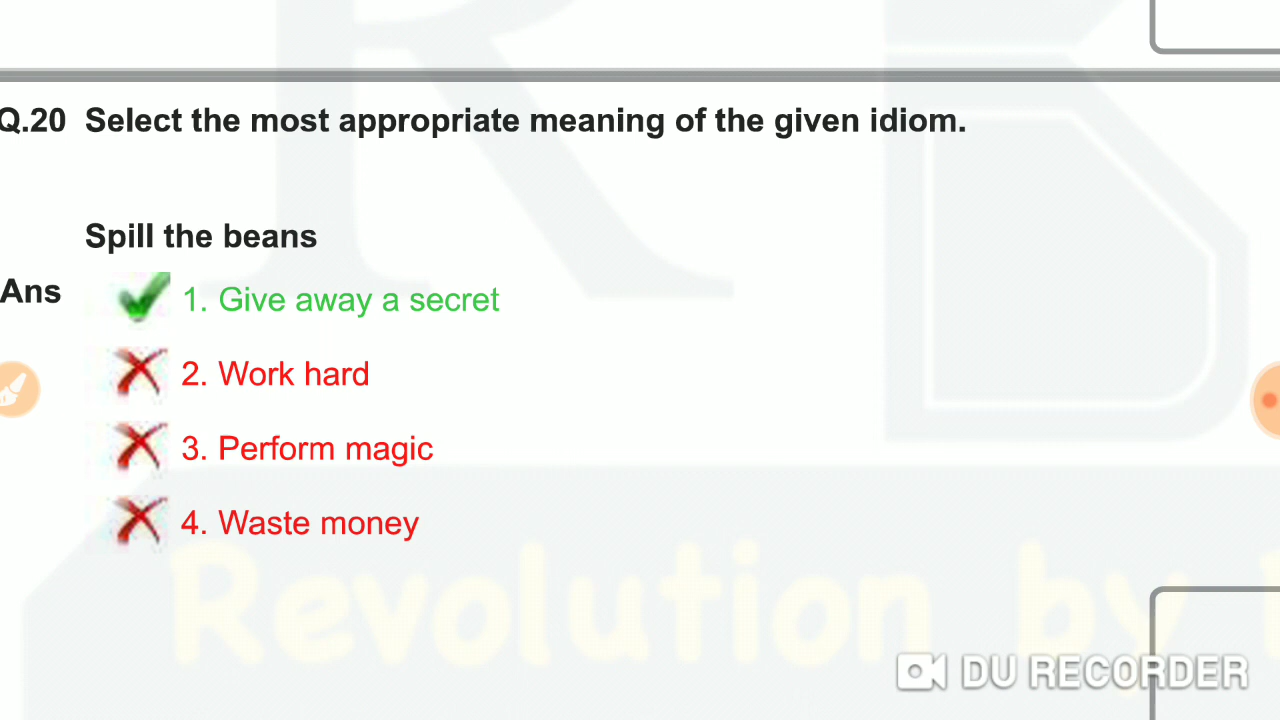 Q.20 Select the most appropriate meaning of the given idiom.
Spill the beans
Ans
1. Give away a secret
2. Work hard
3. Perform magic
4. Waste money
Revolution by
DU RECORDER